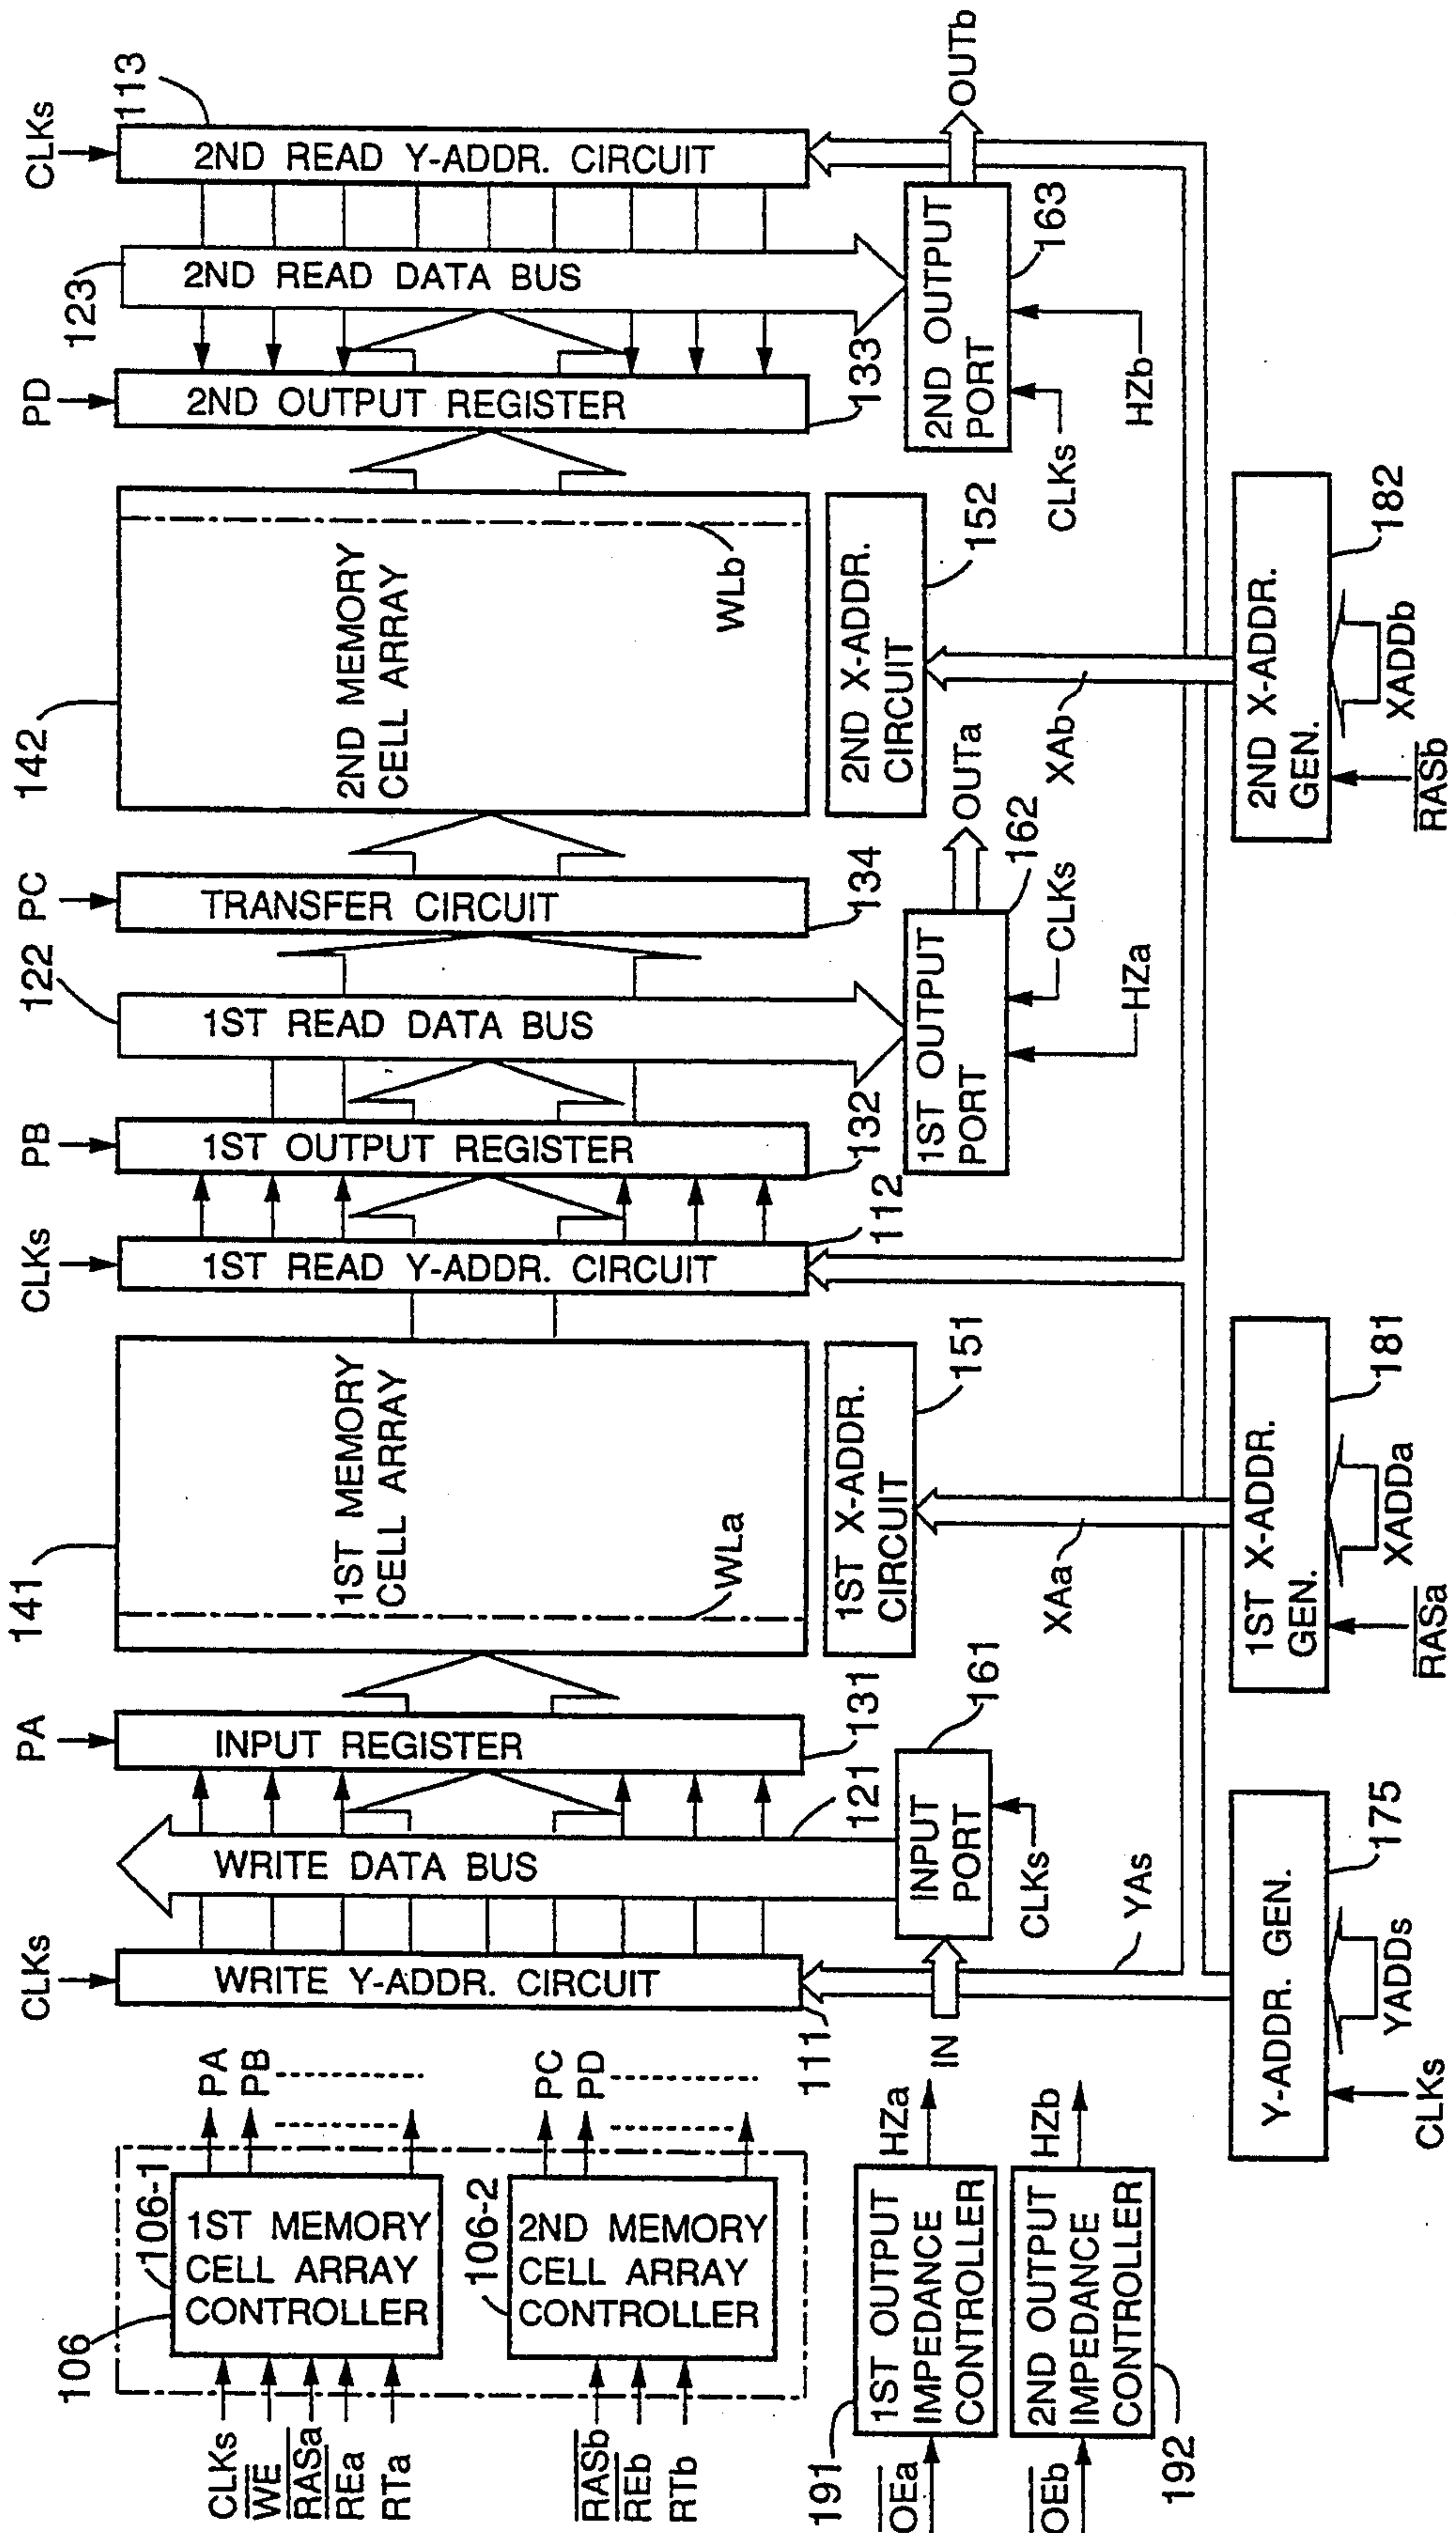 CLKs
WE
RASa
REa
RTa
RASb
REb
RTb
106
106-1
1ST MEMORY
CELL ARRAY
CONTROLLER
106-2
2ND MEMORY
CELL ARRAY
CONTROLLER
PA
PB
PC
PD
191
OEa
1ST OUTPUT
IMPEDANCE
CONTROLLER
HZa
OEb
2ND OUTPUT
IMPEDANCE
CONTROLLER
HZb
192
CLKs
WRITE Y-ADDR. CIRCUIT
111
WRITE DATA BUS
121
PA
INPUT REGISTER
131
IN
INPUT
PORT
161
CLKs
YAs
141
1ST MEMORY
CELL ARRAY
WLa
1ST X-ADDR.
CIRCUIT
151
XAa
CLKs
1ST READ Y-ADDR. CIRCUIT
112
PB
1ST OUTPUT REGISTER
132
122
1ST READ DATA BUS
1ST OUTPUT
PORT
162
OUTa
HZa
CLKs
PC
TRANSFER CIRCUIT
134
142
2ND MEMORY
CELL ARRAY
WLb
2ND X-ADDR.
CIRCUIT
152
XAb
PD
2ND OUTPUT REGISTER
133
123
2ND READ DATA BUS
CLKs
2ND READ Y-ADDR. CIRCUIT
113
2ND OUTPUT
PORT
163
OUTb
CLKs
HZb
Y-ADDR. GEN.
175
CLKs
YADDs
1ST X-ADDR.
GEN.
181
RASa
XADDa
2ND X-ADDR.
GEN.
182
RASb
XADDb